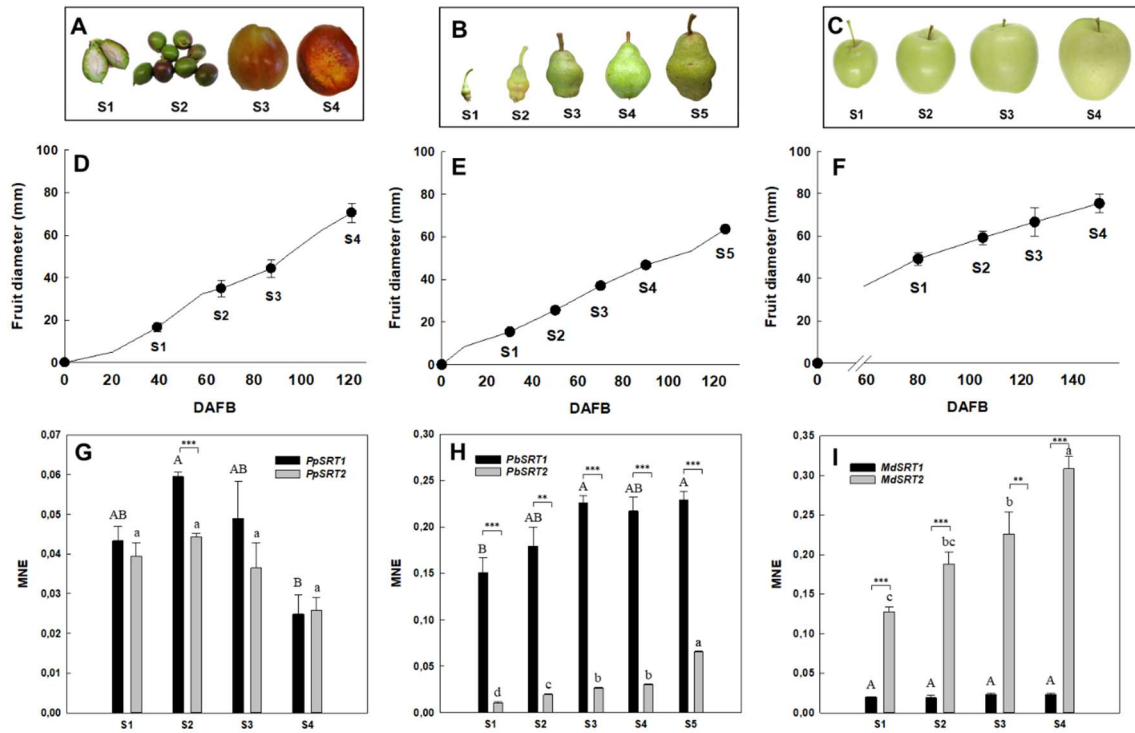 A
S1 S2 S3 S4
B
S1 S2 S3 S4 S5
C
S1 S2 S3 S4
D
Fruit diameter (mm)
100
80
60
40
20
0
S1
S2
S3
S4
0 20 40 60 80 100 120
DAFB
E
Fruit diameter (mm)
100
80
60
40
20
0
S1
S2
S3
S4
S5
0 20 40 60 80 100 120
DAFB
F
Fruit diameter (mm)
100
80
60
40
20
0
S1
S2
S3
S4
0 60 80 100 120 140
DAFB
G
PpSRT1
PpSRT2
MNE
0,07
0,06
0,05
0,04
0,03
0,02
0,01
0,00
AB a
A *** a
AB a
B a
S1 S2 S3 S4
H
PbSRT1
PbSRT2
MNE
0,30
0,25
0,20
0,15
0,10
0,05
0,00
B *** d
AB ** c
A *** b
AB *** b
A *** a
S1 S2 S3 S4 S5
I
MdSRT1
MdSRT2
MNE
0,35
0,30
0,25
0,20
0,15
0,10
0,05
0,00
A *** c
A *** bc
A ** b
A *** a
S1 S2 S3 S4